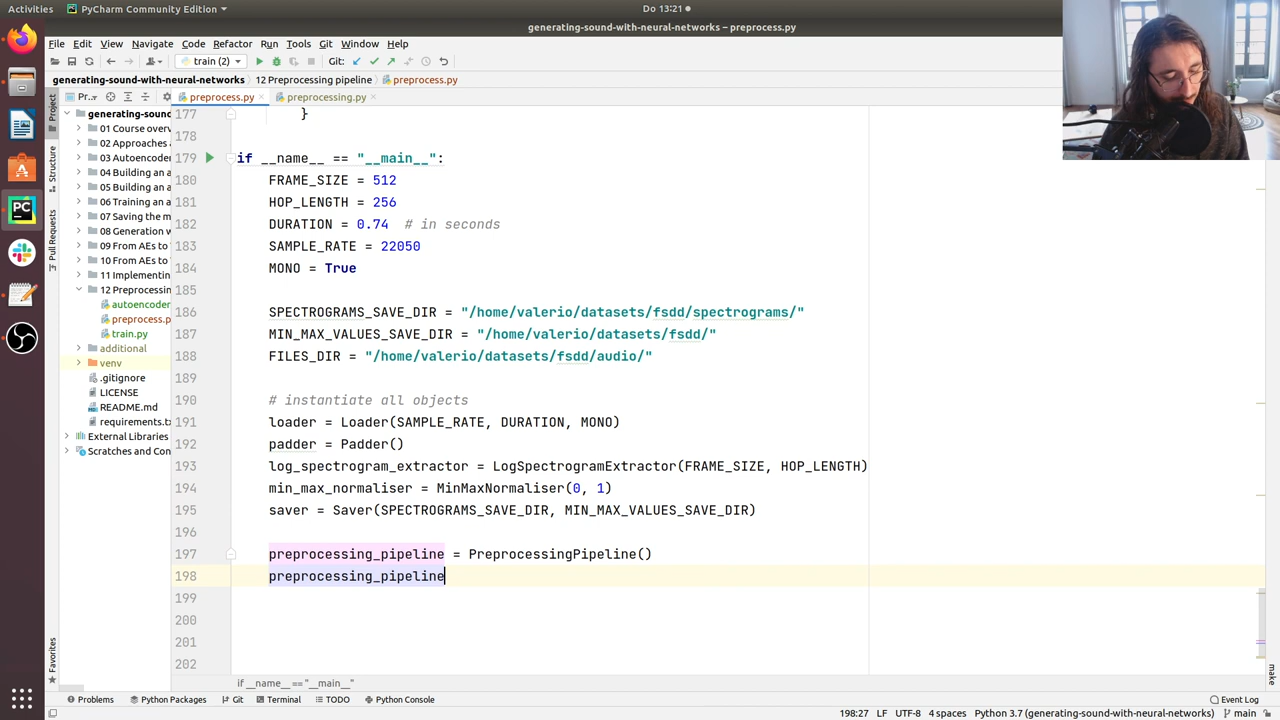 Activities PyCharm Community Edition Do 13:21
generating-sound-with-neural-networks – preprocess.py
File Edit View Navigate Code Refactor Run Tools Git Window Help
train (2) Git:
generating-sound-with-neural-networks 12 Preprocessing pipeline preprocess.py
Project Pr... preprocess.py preprocessing.py
generating-sound
01 Course overv
02 Approaches
03 Autoencod
04 Building an a
05 Building an a
06 Training an a
07 Saving the m
08 Generation w
09 From AEs to
10 From AEs to
11 Implementin
12 Preprocessin
autoencoder
preprocess.p
train.py
additional
venv
.gitignore
LICENSE
README.md
requirements.tx
External Libraries
Scratches and Con
Structure
Pull Requests
Favorites
177 }
178
179 if __name__ == "__main__":
180 FRAME_SIZE = 512
181 HOP_LENGTH = 256
182 DURATION = 0.74 # in seconds
183 SAMPLE_RATE = 22050
184 MONO = True
185
186 SPECTROGRAMS_SAVE_DIR = "/home/valerio/datasets/fsdd/spectrograms/"
187 MIN_MAX_VALUES_SAVE_DIR = "/home/valerio/datasets/fsdd/"
188 FILES_DIR = "/home/valerio/datasets/fsdd/audio/"
189
190 # instantiate all objects
191 loader = Loader(SAMPLE_RATE, DURATION, MONO)
192 padder = Padder()
193 log_spectrogram_extractor = LogSpectrogramExtractor(FRAME_SIZE, HOP_LENGTH)
194 min_max_normaliser = MinMaxNormaliser(0, 1)
195 saver = Saver(SPECTROGRAMS_SAVE_DIR, MIN_MAX_VALUES_SAVE_DIR)
196
197 preprocessing_pipeline = PreprocessingPipeline()
198 preprocessing_pipeline
199
200
201
202
make
if __name__ == "__main__"
Problems Python Packages Git Terminal TODO Python Console Event Log
198:27 LF UTF-8 4 spaces Python 3.7 (generating-sound-with-neural-networks) main